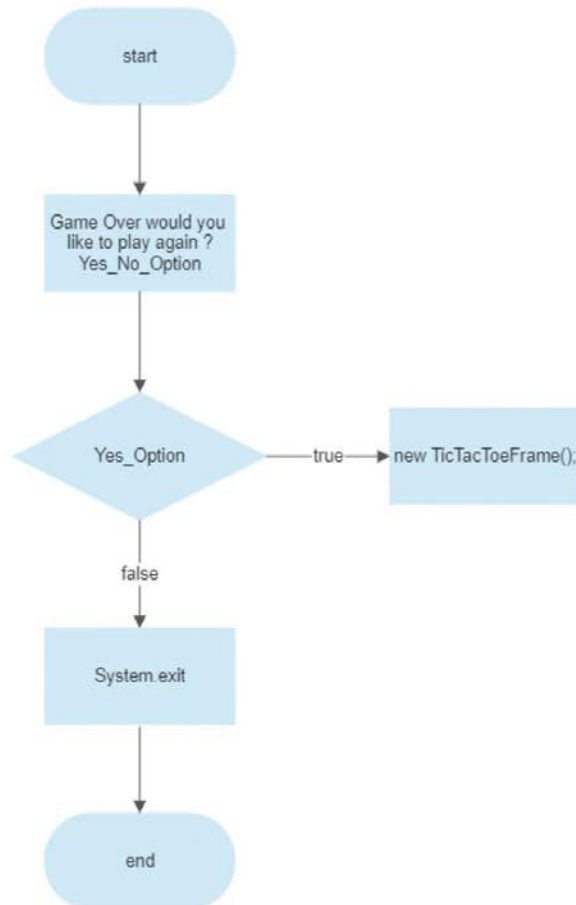 start
Game Over would you
like to play again ?
Yes_No_Option
Yes_Option
true
new TicTacToeFrame();
false
System.exit
end